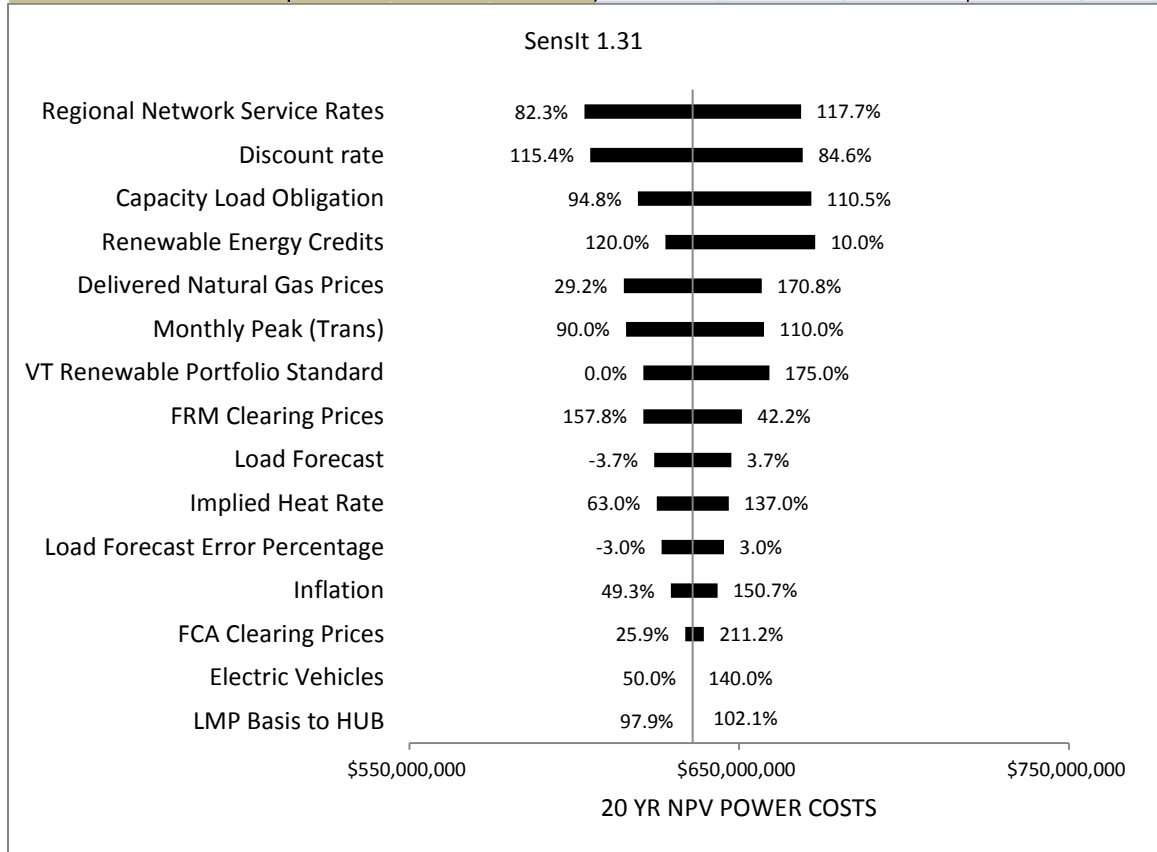 SensIt 1.31
Regional Network Service Rates 82.3% 117.7%
Discount rate 115.4% 84.6%
Capacity Load Obligation 94.8% 110.5%
Renewable Energy Credits 120.0% 10.0%
Delivered Natural Gas Prices 29.2% 170.8%
Monthly Peak (Trans) 90.0% 110.0%
VT Renewable Portfolio Standard 0.0% 175.0%
FRM Clearing Prices 157.8% 42.2%
Load Forecast -3.7% 3.7%
Implied Heat Rate 63.0% 137.0%
Load Forecast Error Percentage -3.0% 3.0%
Inflation 49.3% 150.7%
FCA Clearing Prices 25.9% 211.2%
Electric Vehicles 50.0% 140.0%
LMP Basis to HUB 97.9% 102.1%
$550,000,000 $650,000,000 $750,000,000
20 YR NPV POWER COSTS